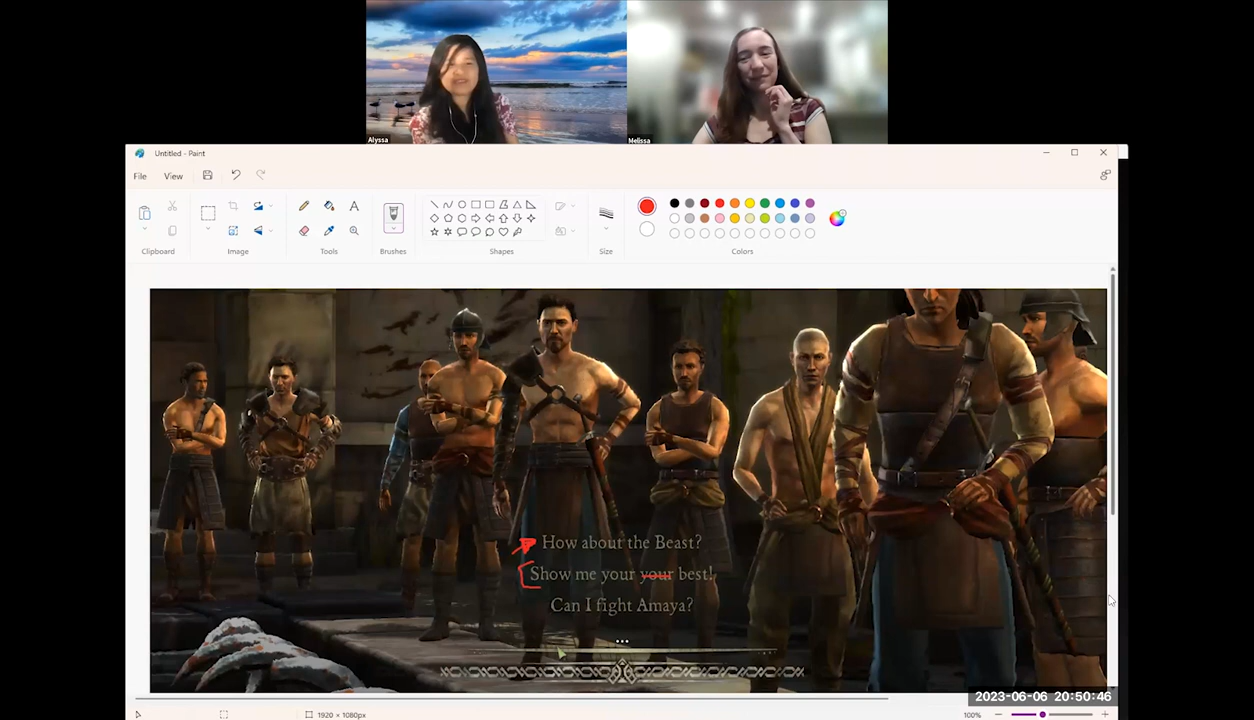 Alyssa
Melissa
Untitled - Paint
File
View
Clipboard
Image
Tools
Brushes
Shapes
Size
Colors
A
How about the Beast?
Show me your your best!
Can I fight Amaya?
...
2023-06-06 20:50:46
1920 × 1080px
100%